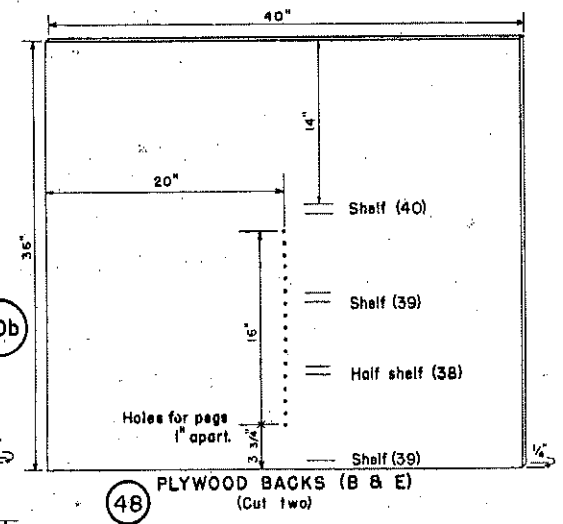 40"
14"
20"
Shelf (40)
36"
16"
Shelf (39)
0b
Half shelf (38)
Holes for pegs
1" apart.
3 3/4"
Shelf (39)
1/4"
48
PLYWOOD BACKS (B & E)
(Cut two)